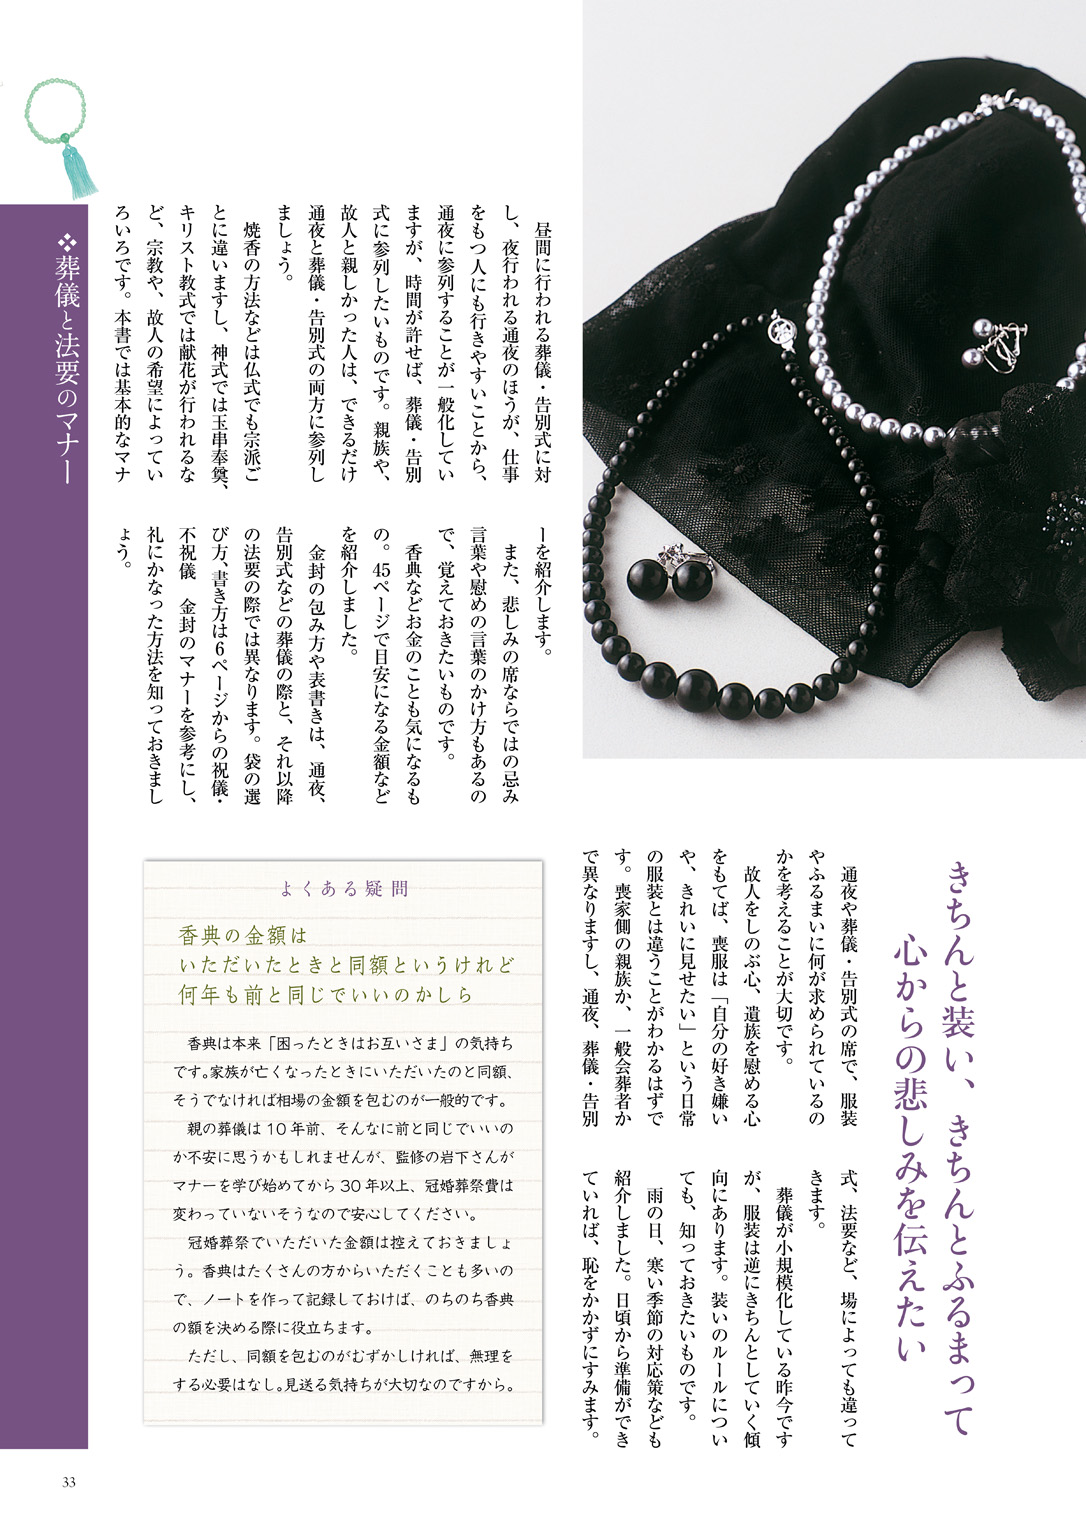 きちんと装い、きちんとふるまって
心からの悲しみを伝えたい
通夜や葬儀・告別式の席で、服装
やふるまいに何が求められているの
かを考えることが大切です。
故人をしのぶ心、遺族を慰める心
をもてば、喪服は「自分の好き嫌い
や、きれいに見せたい」という日常
の服装とは違うことがわかるはずで
す。喪家側の親族か、一般会葬者か
で異なりますし、通夜、葬儀・告別
式、法要など、場によっても違って
きます。
葬儀が小規模化している昨今です
が、服装は逆にきちんとしていく傾
向にあります。装いのルールについ
ても、知っておきたいものです。
雨の日、寒い季節の対応策なども
紹介しました。日頃から準備ができ
ていれば、恥をかかずにすみます。
昼間に行われる葬儀・告別式に対
し、夜行われる通夜のほうが、仕事
をもつ人にも行きやすいことから、
通夜に参列することが一般化してい
ますが、時間が許せば、葬儀・告別
式に参列したいものです。親族や、
故人と親しかった人は、できるだけ
通夜と葬儀・告別式の両方に参列し
ましょう。
焼香の方法などは仏式でも宗派ご
とに違いますし、神式では玉串奉奠、
キリスト教式では献花が行われるな
ど、宗教や、故人の希望によってい
ろいろです。本書では基本的なマナ
ーを紹介します。
また、悲しみの席ならではの忌み
言葉や慰めの言葉のかけ方もあるの
で、覚えておきたいものです。
香典などお金のことも気になるも
の。45ページで目安になる金額など
を紹介しました。
金封の包み方や表書きは、通夜、
告別式などの葬儀の際と、それ以降
の法要の際では異なります。袋の選
び方、書き方は6ページからの祝儀・
不祝儀　金封のマナーを参考にし、
礼にかなった方法を知っておきまし
ょう。
よくある疑問
香典の金額は
いただいたときと同額というけれど
何年も前と同じでいいのかしら
香典は本来「困ったときはお互いさま」の気持ち
です。家族が亡くなったときにいただいたのと同額、
そうでなければ相場の金額を包むのが一般的です。
親の葬儀は10年前、そんなに前と同じでいいの
か不安に思うかもしれませんが、監修の岩下さんが
マナーを学び始めてから30年以上、冠婚葬祭費は
変わっていないそうなので安心してください。
冠婚葬祭でいただいた金額は控えておきましょ
う。香典はたくさんの方からいただくことも多いの
で、ノートを作って記録しておけば、のちのち香典
の額を決める際に役立ちます。
ただし、同額を包むのがむずかしければ、無理を
する必要はなし。見送る気持ちが大切なのですから。
❖葬儀と法要のマナー
33